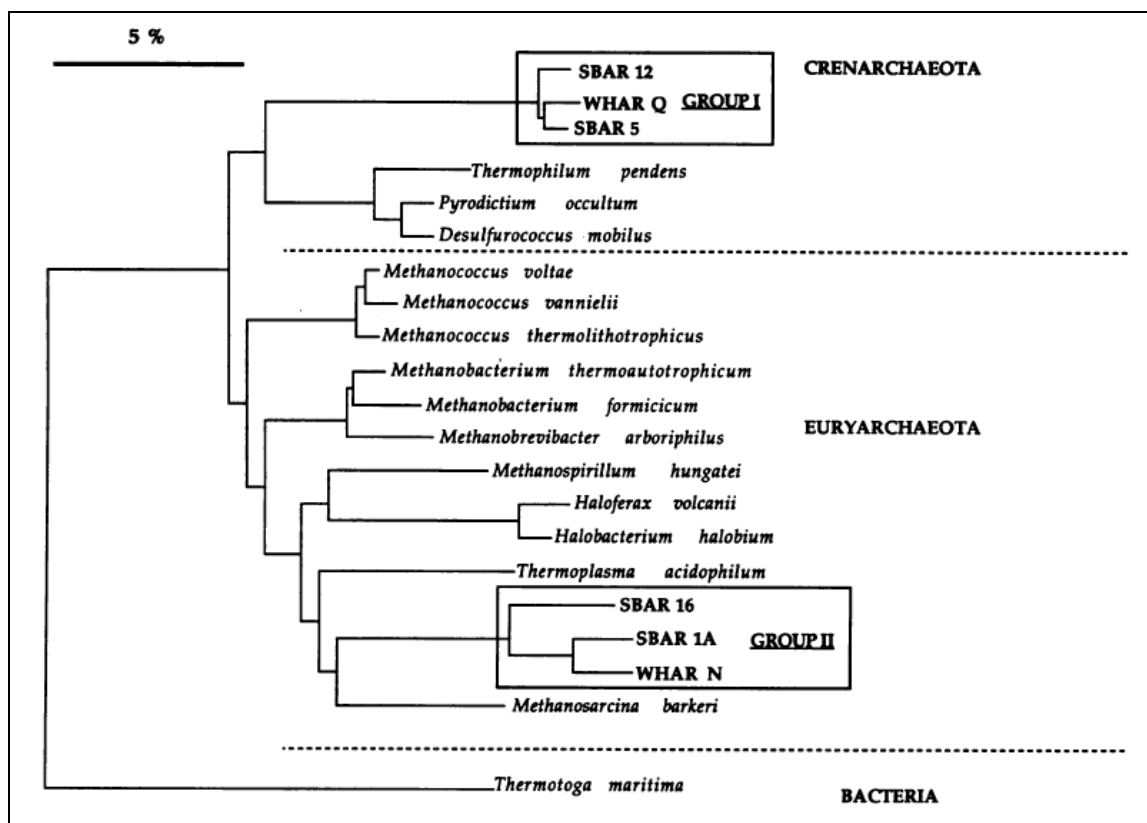 5 %
SBAR 12
CRENARCHAEOTA
WHAR Q GROUP I
SBAR 5
Thermophilum pendens
Pyrodictium occultum
Desulfurococcus mobilus
Methanococcus voltae
Methanococcus vannielii
Methanococcus thermolithotrophicus
Methanobacterium thermoautotrophicum
Methanobacterium formicicum
EURYARCHAEOTA
Methanobrevibacter arboriphilus
Methanospirillum hungatei
Haloferax volcanii
Halobacterium halobium
Thermoplasma acidophilum
SBAR 16
SBAR 1A GROUP II
WHAR N
Methanosarcina barkeri
Thermotoga maritima
BACTERIA